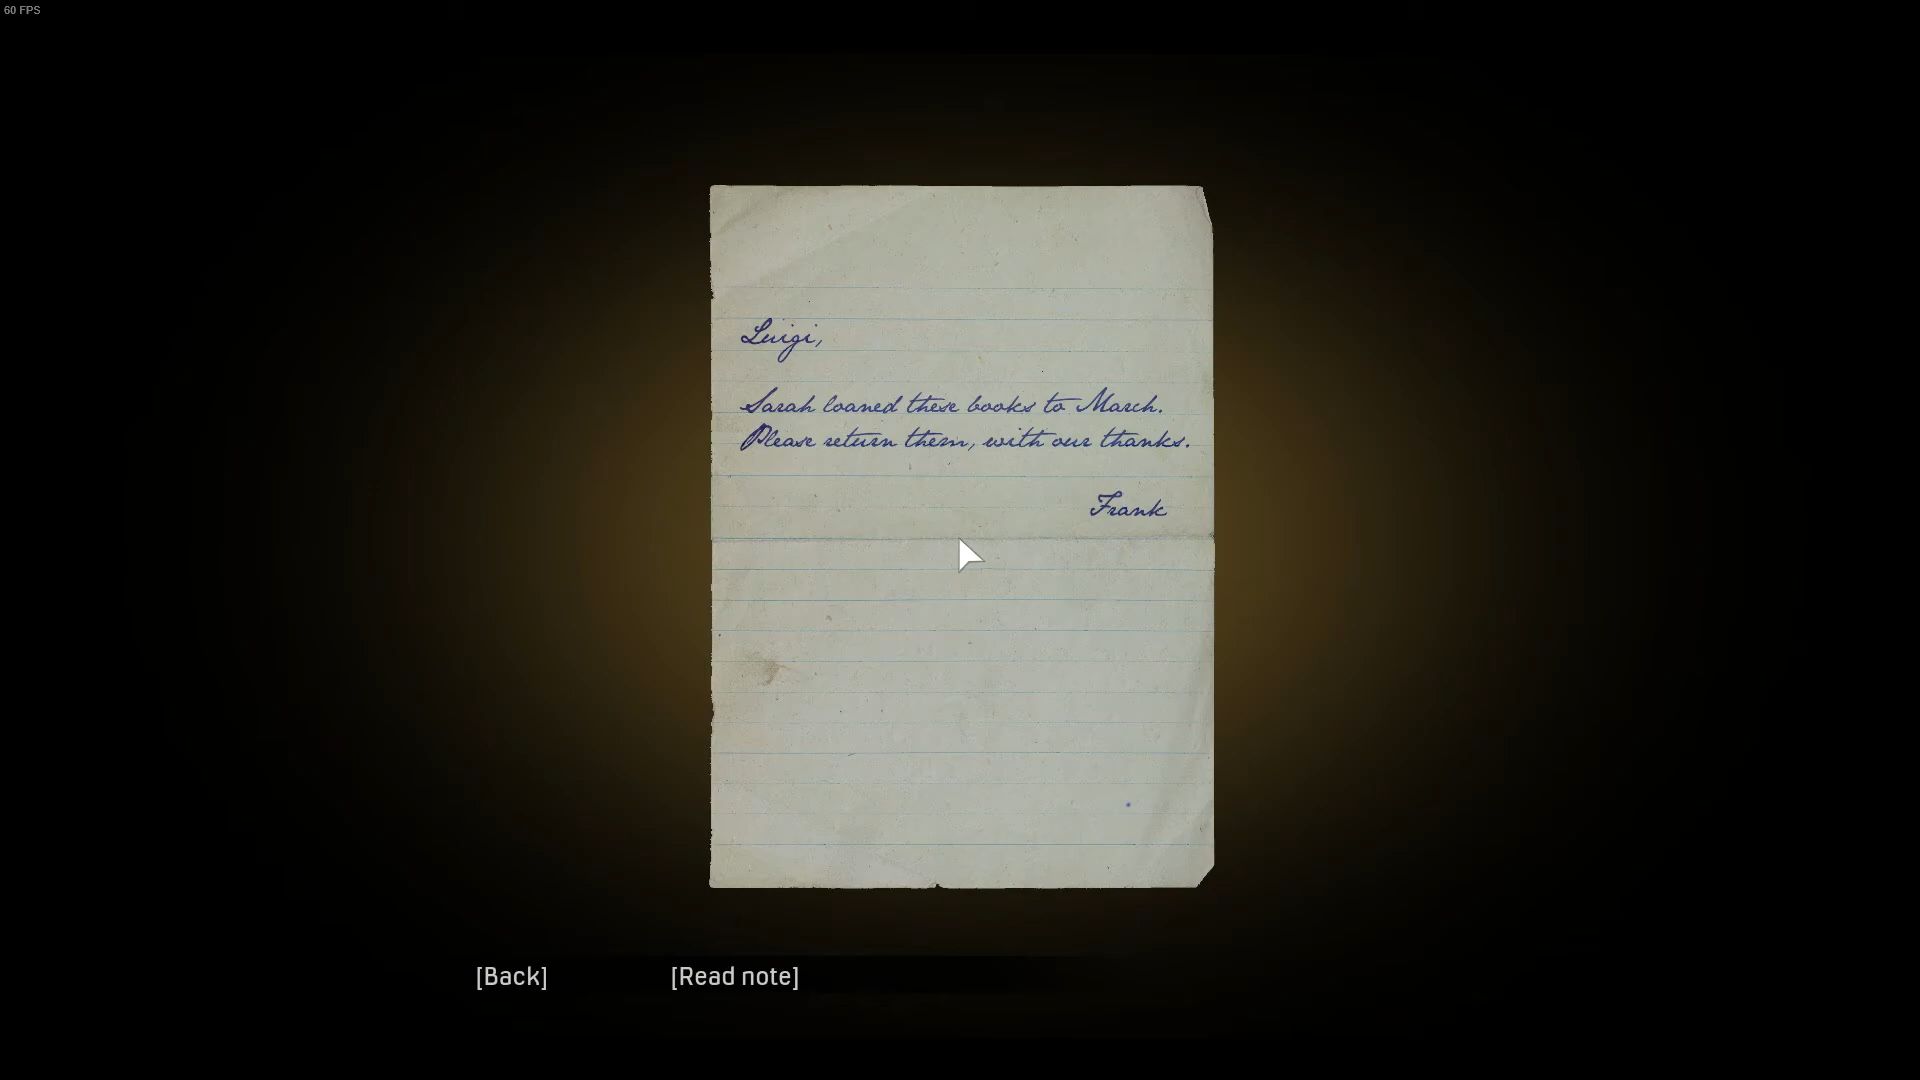 60 FPS
Luigi,
Sarah loaned these books to March.
Please return them, with our thanks.
Frank
[Back] [Read note]